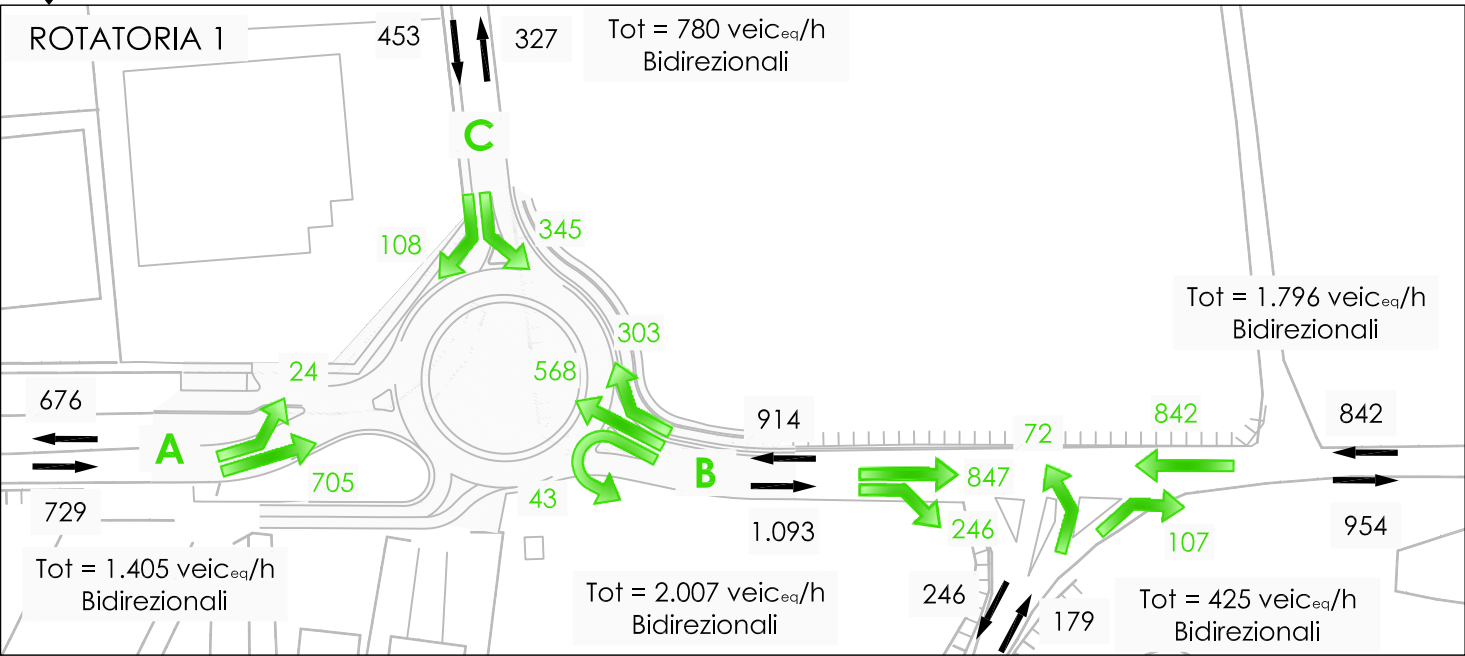 ROTATORIA 1
453
327
Tot = 780 veiceq/h
Bidirezionali
C
108
345
Tot = 1.796 veiceq/h
Bidirezionali
303
24
568
676
914
72
842
842
A
B
705
43
847
729
1.093
246
107
954
Tot = 1.405 veiceq/h
Bidirezionali
Tot = 2.007 veiceq/h
Bidirezionali
246
179
Tot = 425 veiceq/h
Bidirezionali